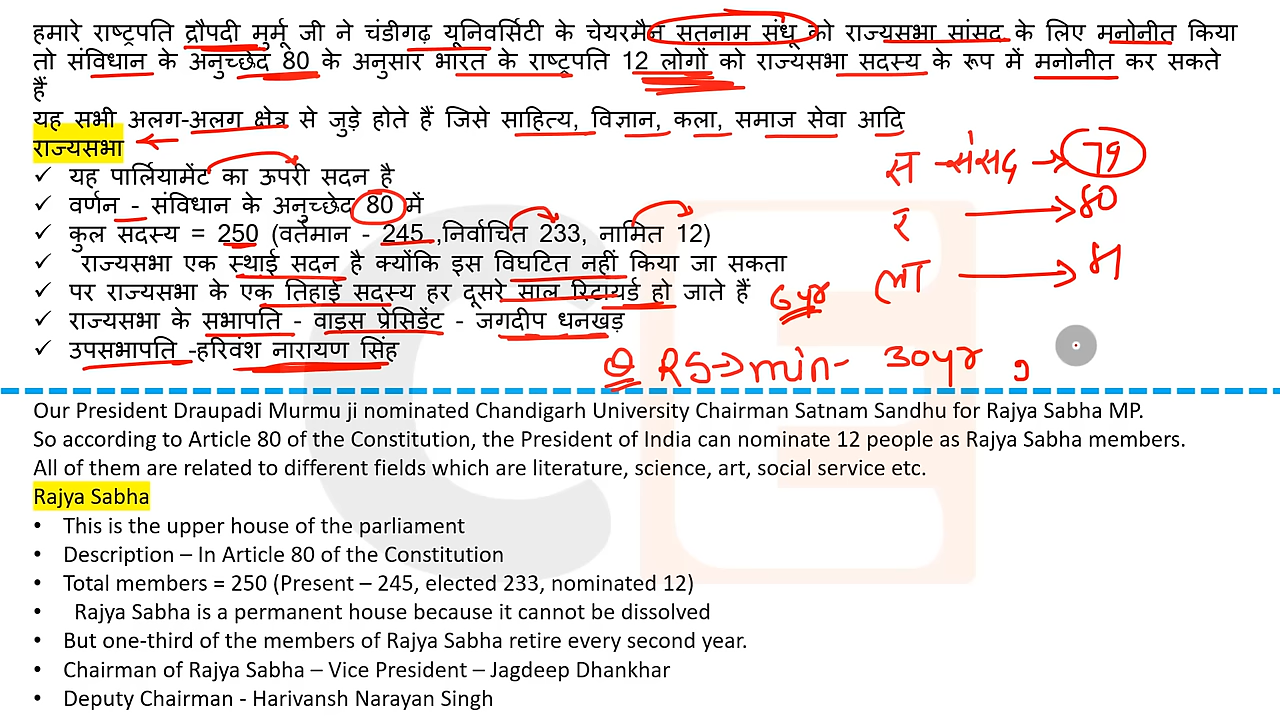 हमारे राष्ट्रपति द्रौपदी मुर्मू जी ने चंडीगढ़ यूनिवर्सिटी के चेयरमैन सतनाम संधू को राज्यसभा सांसद के लिए मनोनीत किया
तो संविधान के अनुच्छेद 80 के अनुसार भारत के राष्ट्रपति 12 लोगों को राज्यसभा सदस्य के रूप में मनोनीत कर सकते
हैं
यह सभी अलग-अलग क्षेत्र से जुड़े होते हैं जिसे साहित्य, विज्ञान, कला, समाज सेवा आदि
राज्यसभा
✓ यह पार्लियामेंट का ऊपरी सदन है
✓ वर्णन - संविधान के अनुच्छेद 80 में
✓ कुल सदस्य = 250 (वर्तमान - 245 ,निर्वाचित 233, नामित 12)
✓ राज्यसभा एक स्थाई सदन है क्योंकि इस विघटित नहीं किया जा सकता
✓ पर राज्यसभा के एक तिहाई सदस्य हर दूसरे साल रिटायर्ड हो जाते हैं
✓ राज्यसभा के सभापति - वाइस प्रेसिडेंट - जगदीप धनखड़
✓ उपसभापति -हरिवंश नारायण सिंह
स - संसद → 79
र → 80
ला → 81
6 yr
Q RS → min - 30yr ,
Our President Draupadi Murmu ji nominated Chandigarh University Chairman Satnam Sandhu for Rajya Sabha MP.
So according to Article 80 of the Constitution, the President of India can nominate 12 people as Rajya Sabha members.
All of them are related to different fields which are literature, science, art, social service etc.
Rajya Sabha
• This is the upper house of the parliament
• Description – In Article 80 of the Constitution
• Total members = 250 (Present – 245, elected 233, nominated 12)
• Rajya Sabha is a permanent house because it cannot be dissolved
• But one-third of the members of Rajya Sabha retire every second year.
• Chairman of Rajya Sabha – Vice President – Jagdeep Dhankhar
• Deputy Chairman - Harivansh Narayan Singh